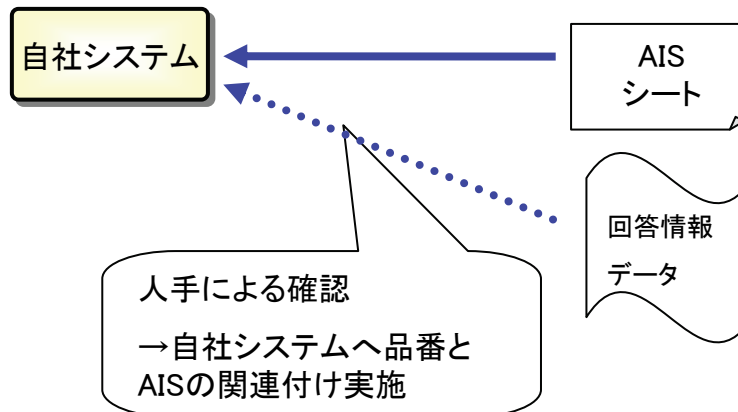 自社システム
AIS
シート
回答情報
データ
人手による確認
→自社システムへ品番と
AISの関連付け実施